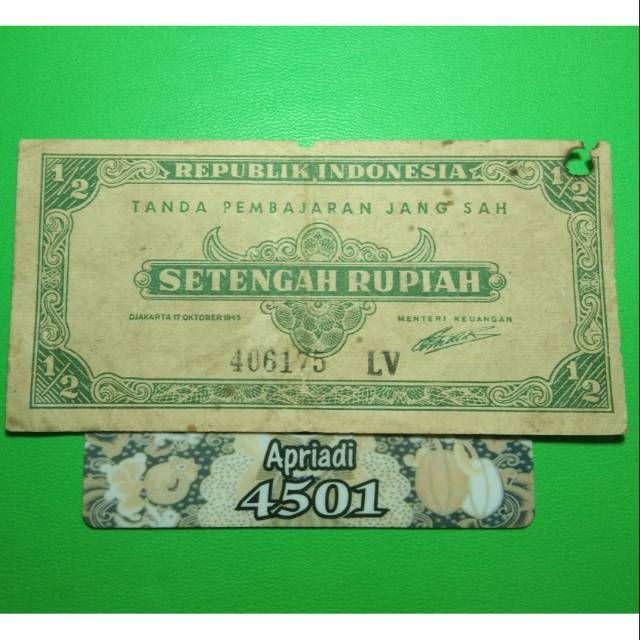 1/2 REPUBLIK INDONESIA 1/2
TANDA PEMBAJARAN JANG SAH
SETENGAH RUPIAH
DJAKARTA 17 OKTOBER 1945 MENTERI KEUANGAN
406175 LV
1/2 1/2
Apriadi
4501